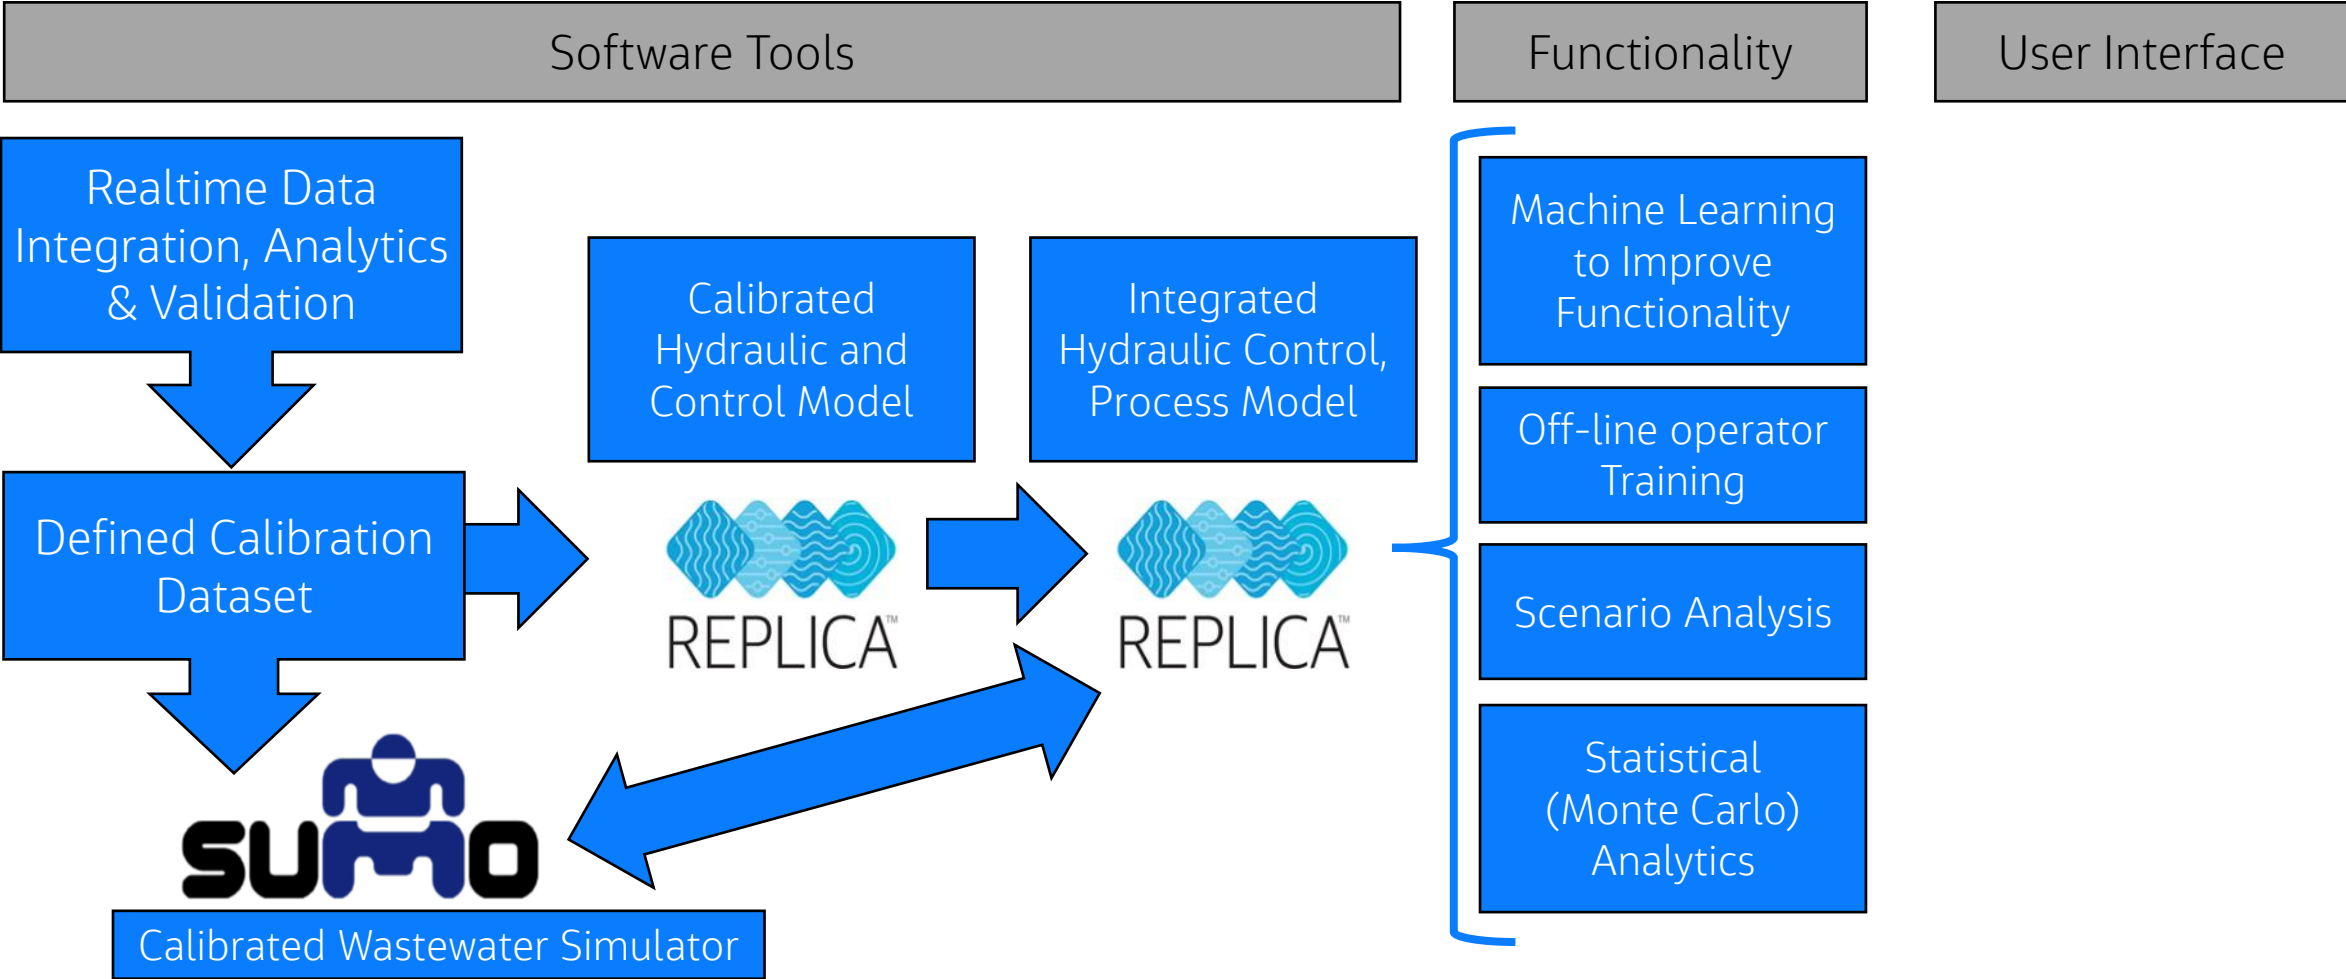 Software Tools
Functionality
User Interface
Realtime Data
Integration, Analytics
& Validation
Defined Calibration
Dataset
Calibrated
Hydraulic and
Control Model
REPLICA™
Integrated
Hydraulic Control,
Process Model
REPLICA™
SUMO
Calibrated Wastewater Simulator
Machine Learning
to Improve
Functionality
Off-line operator
Training
Scenario Analysis
Statistical
(Monte Carlo)
Analytics